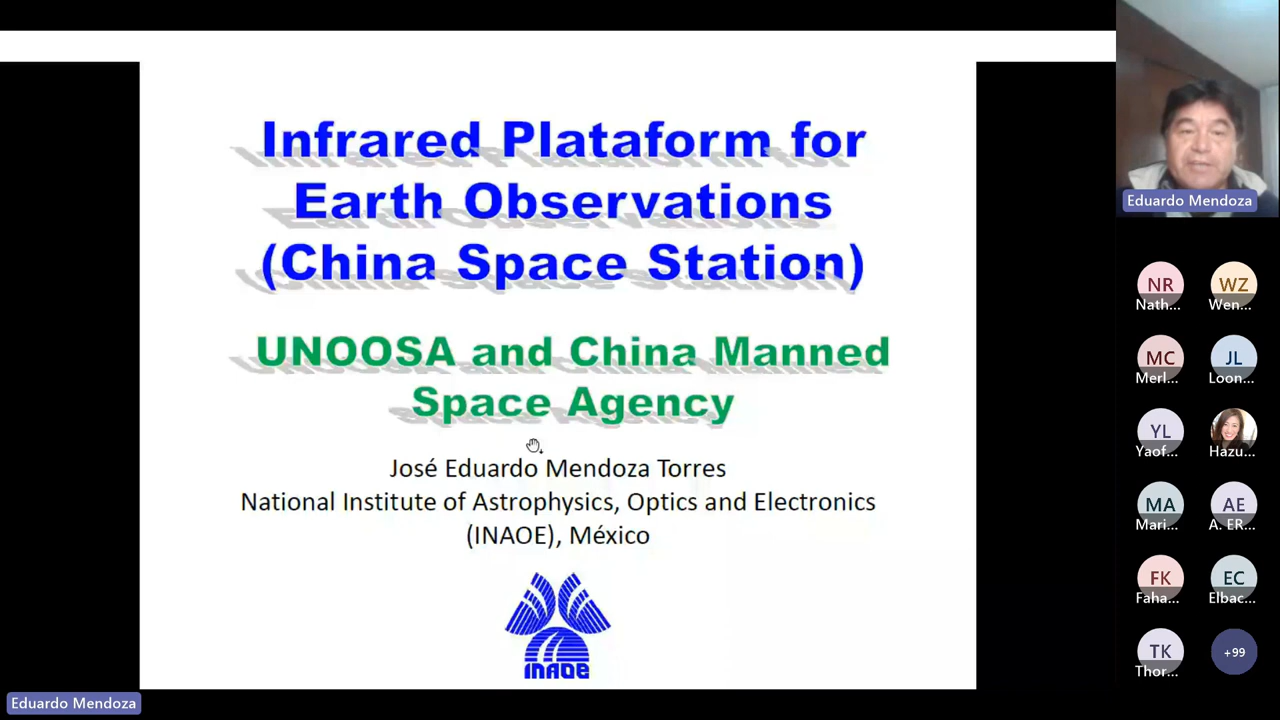 Infrared Plataform for
Earth Observations
(China Space Station)
UNOOSA and China Manned
Space Agency
José Eduardo Mendoza Torres
National Institute of Astrophysics, Optics and Electronics
(INAOE), México
INAOE
Eduardo Mendoza
Eduardo Mendoza
NR
Nath...
WZ
Wen...
MC
Merl...
JL
Loon...
YL
Yaof...
Hazu...
MA
Mari...
AE
A. ER...
FK
Faha...
EC
Elbac...
TK
Thor...
+99